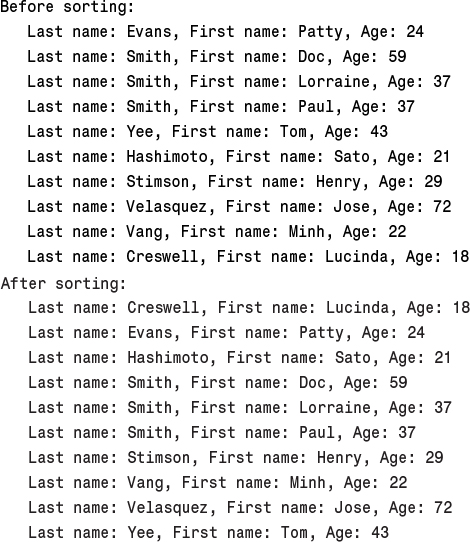 Before sorting:
Last name: Evans, First name: Patty, Age: 24
Last name: Smith, First name: Doc, Age: 59
Last name: Smith, First name: Lorraine, Age: 37
Last name: Smith, First name: Paul, Age: 37
Last name: Yee, First name: Tom, Age: 43
Last name: Hashimoto, First name: Sato, Age: 21
Last name: Stimson, First name: Henry, Age: 29
Last name: Velasquez, First name: Jose, Age: 72
Last name: Vang, First name: Minh, Age: 22
Last name: Creswell, First name: Lucinda, Age: 18
After sorting:
Last name: Creswell, First name: Lucinda, Age: 18
Last name: Evans, First name: Patty, Age: 24
Last name: Hashimoto, First name: Sato, Age: 21
Last name: Smith, First name: Doc, Age: 59
Last name: Smith, First name: Lorraine, Age: 37
Last name: Smith, First name: Paul, Age: 37
Last name: Stimson, First name: Henry, Age: 29
Last name: Vang, First name: Minh, Age: 22
Last name: Velasquez, First name: Jose, Age: 72
Last name: Yee, First name: Tom, Age: 43